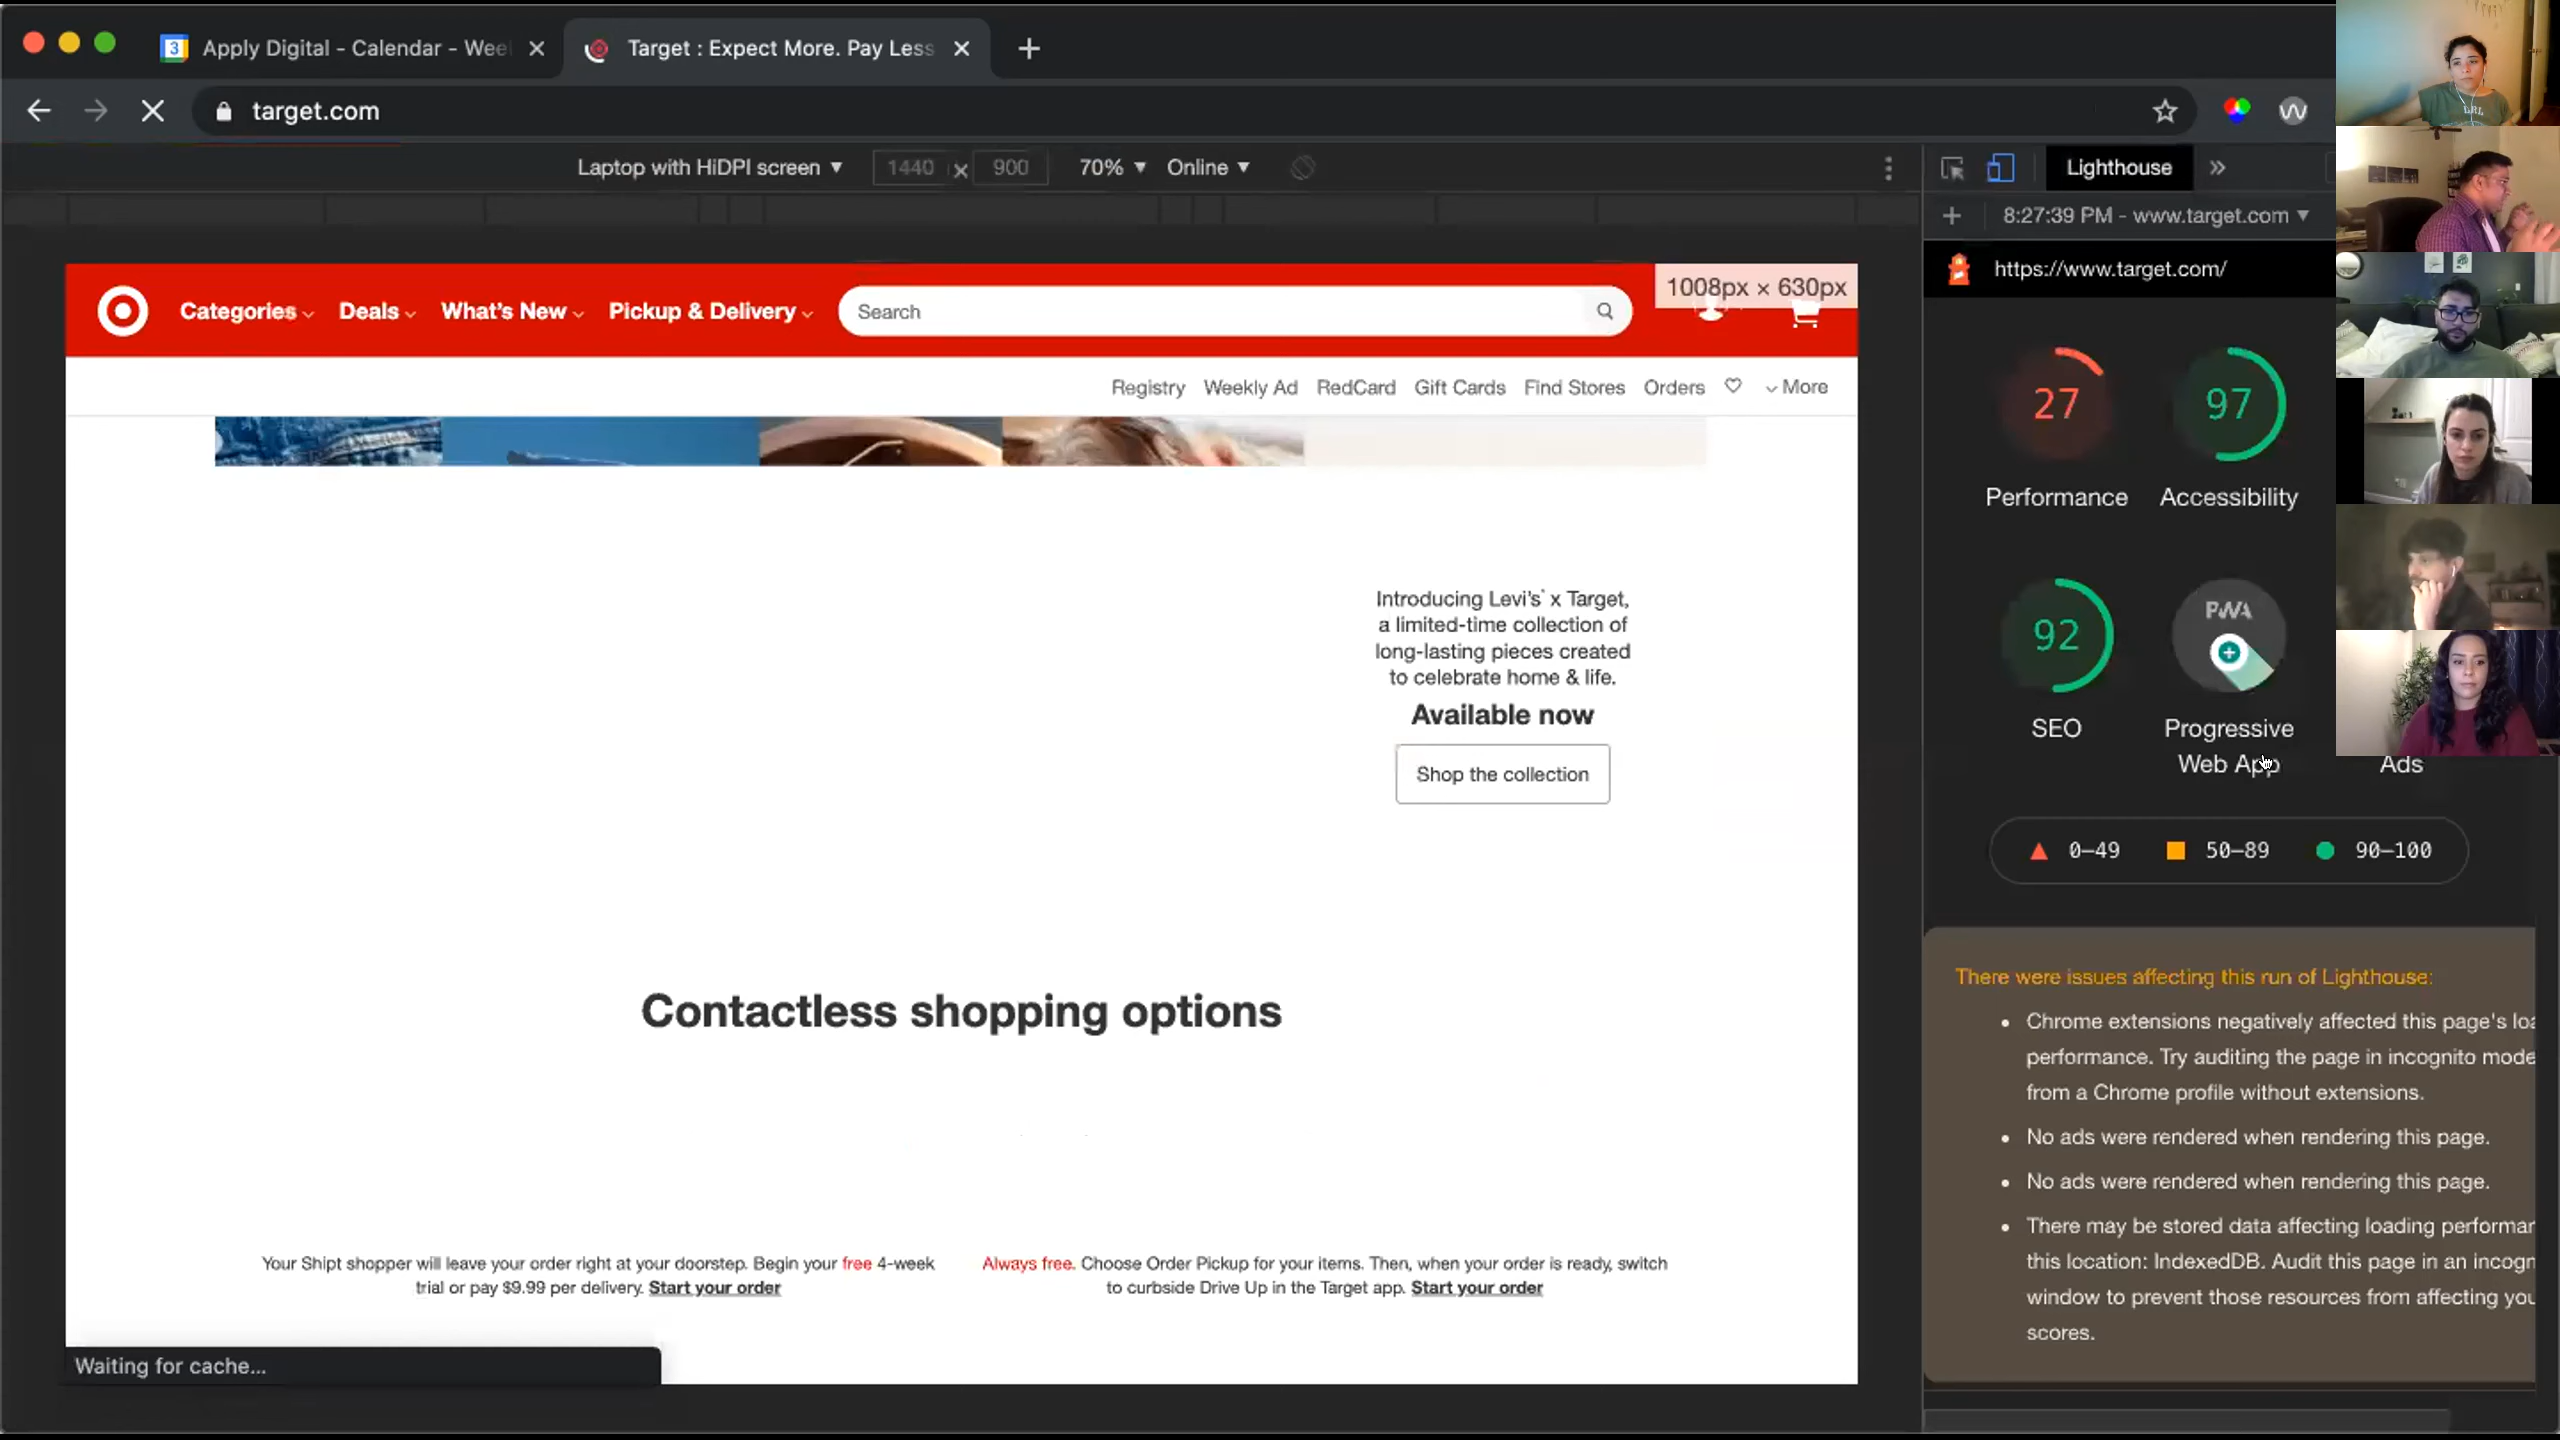 Apply Digital - Calendar - Wee
Target : Expect More. Pay Less
target.com
Laptop with HiDPI screen
1440
900
70%
Online
Lighthouse
8:27:39 PM - www.target.com
https://www.target.com/
Categories
Deals
What's New
Pickup & Delivery
Search
1008px × 630px
Registry
Weekly Ad
RedCard
Gift Cards
Find Stores
Orders
More
Introducing Levi's® x Target,
a limited-time collection of
long-lasting pieces created
to celebrate home & life.
Available now
Shop the collection
Contactless shopping options
Your Shipt shopper will leave your order right at your doorstep. Begin your free 4-week
trial or pay $9.99 per delivery. Start your order
Always free. Choose Order Pickup for your items. Then, when your order is ready, switch
to curbside Drive Up in the Target app. Start your order
Waiting for cache...
27
Performance
97
Accessibility
92
SEO
PWA
Progressive
Web App
Ads
0–49
50–89
90–100
There were issues affecting this run of Lighthouse:
Chrome extensions negatively affected this page's loa
performance. Try auditing the page in incognito mode
from a Chrome profile without extensions.
No ads were rendered when rendering this page.
No ads were rendered when rendering this page.
There may be stored data affecting loading performan
this location: IndexedDB. Audit this page in an incogn
window to prevent those resources from affecting you
scores.